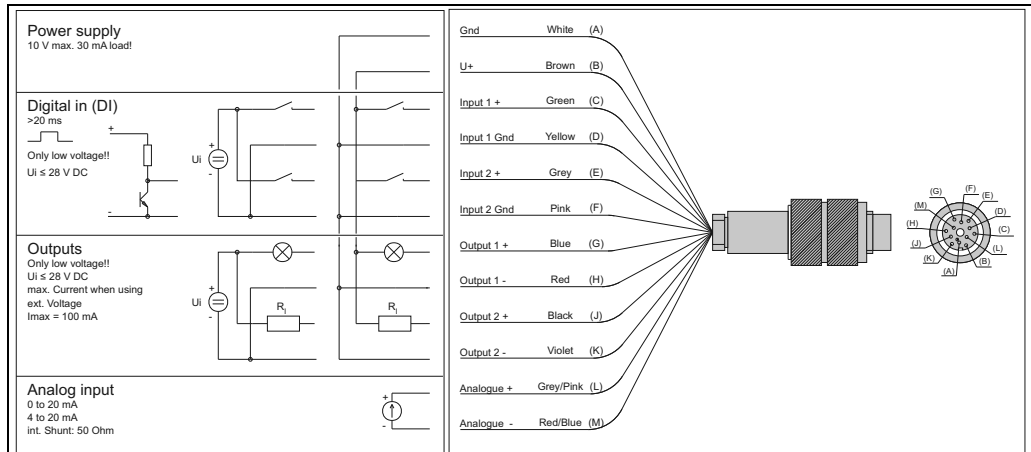 Power supply
10 V max. 30 mA load!
Digital in (DI)
>20 ms
+
Only low voltage!!
Ui ≤ 28 V DC
-
Ui
+
-
Outputs
Only low voltage!!
Ui ≤ 28 V DC
max. Current when using
ext. Voltage
Imax = 100 mA
Ui
+
-
RI
RI
Analog input
0 to 20 mA
4 to 20 mA
int. Shunt: 50 Ohm
+
-
Gnd White (A)
U+ Brown (B)
Input 1 + Green (C)
Input 1 Gnd Yellow (D)
Input 2 + Grey (E)
Input 2 Gnd Pink (F)
Output 1 + Blue (G)
Output 1 - Red (H)
Output 2 + Black (J)
Output 2 - Violet (K)
Analogue + Grey/Pink (L)
Analogue - Red/Blue (M)
(F)
(G) (E)
(M) (D)
(H) (C)
(J) (L)
(K) (B)
(A)